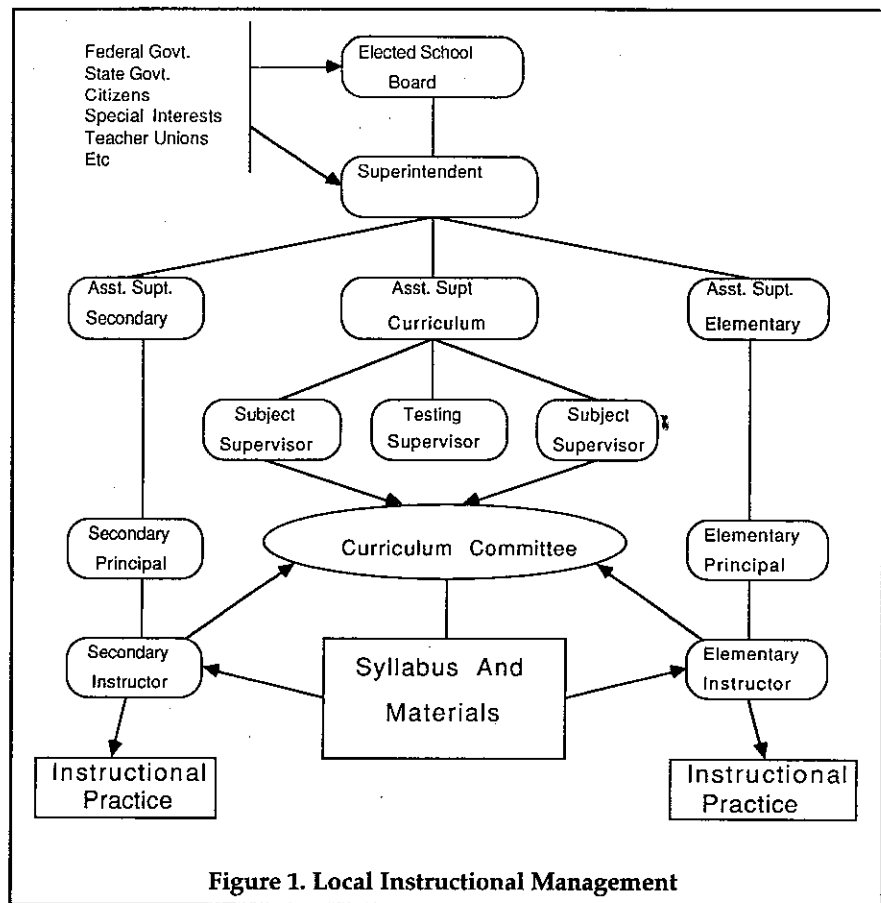 Federal Govt.
State Govt.
Citizens
Special Interests
Teacher Unions
Etc
Elected School
Board
Superintendent
Asst. Supt.
Secondary
Asst. Supt
Curriculum
Asst. Supt.
Elementary
Subject
Supervisor
Testing
Supervisor
Subject
Supervisor
Secondary
Principal
Curriculum Committee
Elementary
Principal
Secondary
Instructor
Syllabus And
Materials
Elementary
Instructor
Instructional
Practice
Instructional
Practice
Figure 1. Local Instructional Management